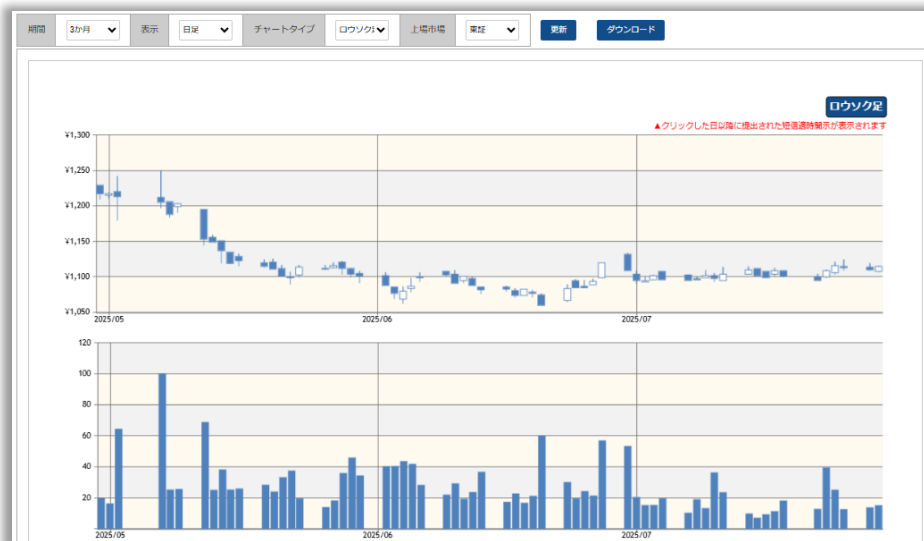 期間 3か月 表示 日足 チャートタイプ ロウソク 上場市場 東証 更新 ダウンロード
ロウソク足
▲クリックした日以降に提出された短信適時開示が表示されます
¥1,300
¥1,250
¥1,200
¥1,150
¥1,100
¥1,050
2025/05 2025/06 2025/07
120
100
80
60
40
20
2025/05 2025/06 2025/07